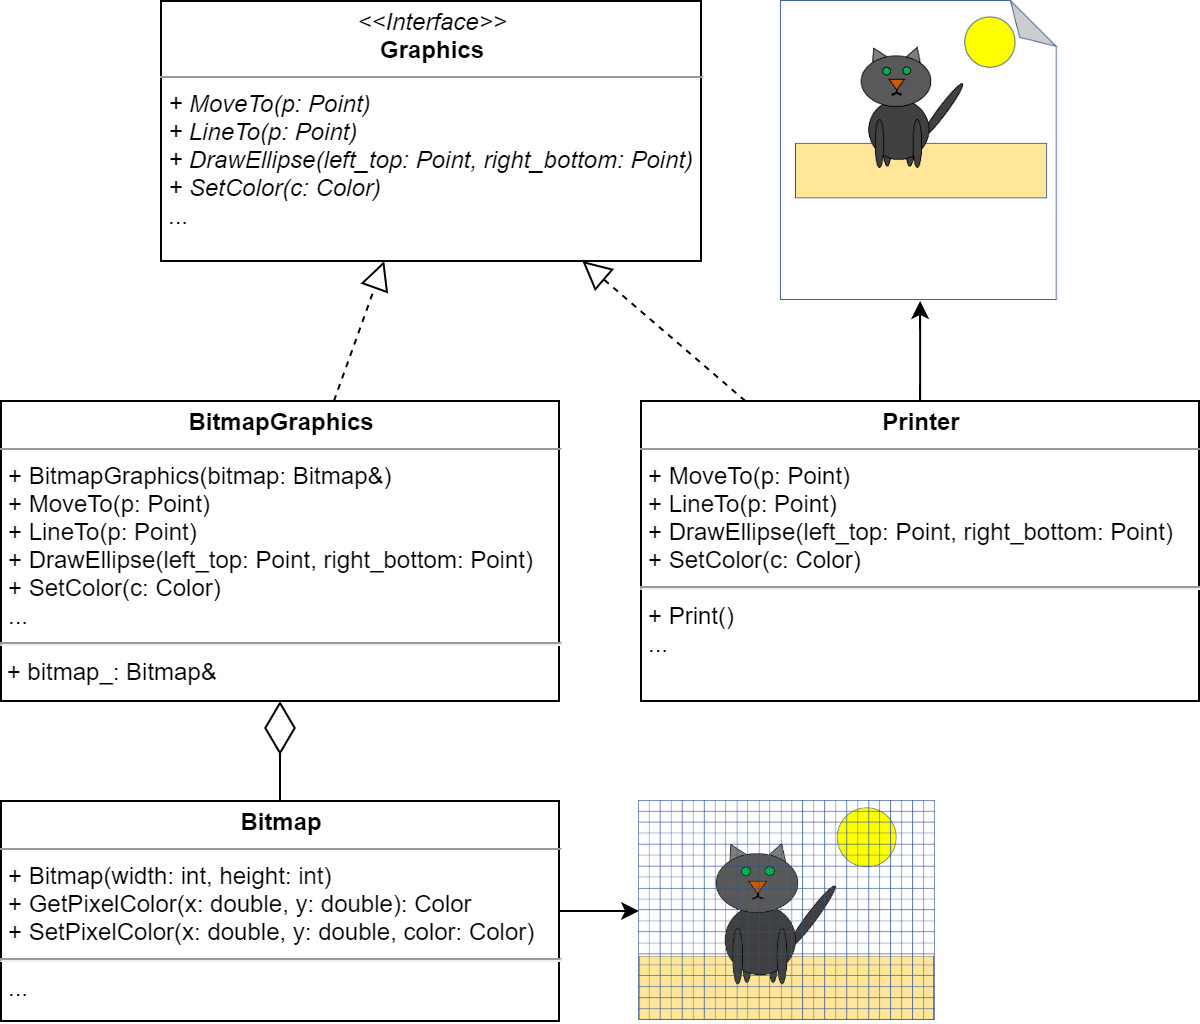 <<Interface>>
Graphics
+ MoveTo(p: Point)
+ LineTo(p: Point)
+ DrawEllipse(left_top: Point, right_bottom: Point)
+ SetColor(c: Color)
...
BitmapGraphics
+ BitmapGraphics(bitmap: Bitmap&)
+ MoveTo(p: Point)
+ LineTo(p: Point)
+ DrawEllipse(left_top: Point, right_bottom: Point)
+ SetColor(c: Color)
...
+ bitmap_: Bitmap&
Printer
+ MoveTo(p: Point)
+ LineTo(p: Point)
+ DrawEllipse(left_top: Point, right_bottom: Point)
+ SetColor(c: Color)
+ Print()
...
Bitmap
+ Bitmap(width: int, height: int)
+ GetPixelColor(x: double, y: double): Color
+ SetPixelColor(x: double, y: double, color: Color)
...